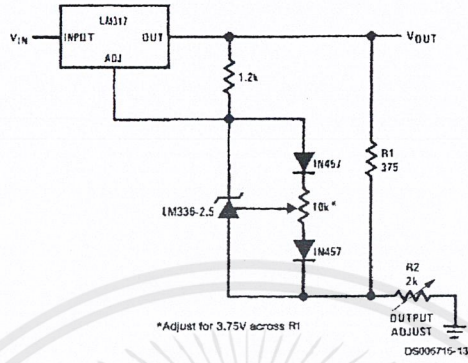 LM317
VIN
INPUT
OUT
VOUT
ADJ
1.2k
IN457
R1
375
LM336-2.5
10k*
IN457
R2
2k
*Adjust for 3.75V across R1
OUTPUT
ADJUST
DS005715-13